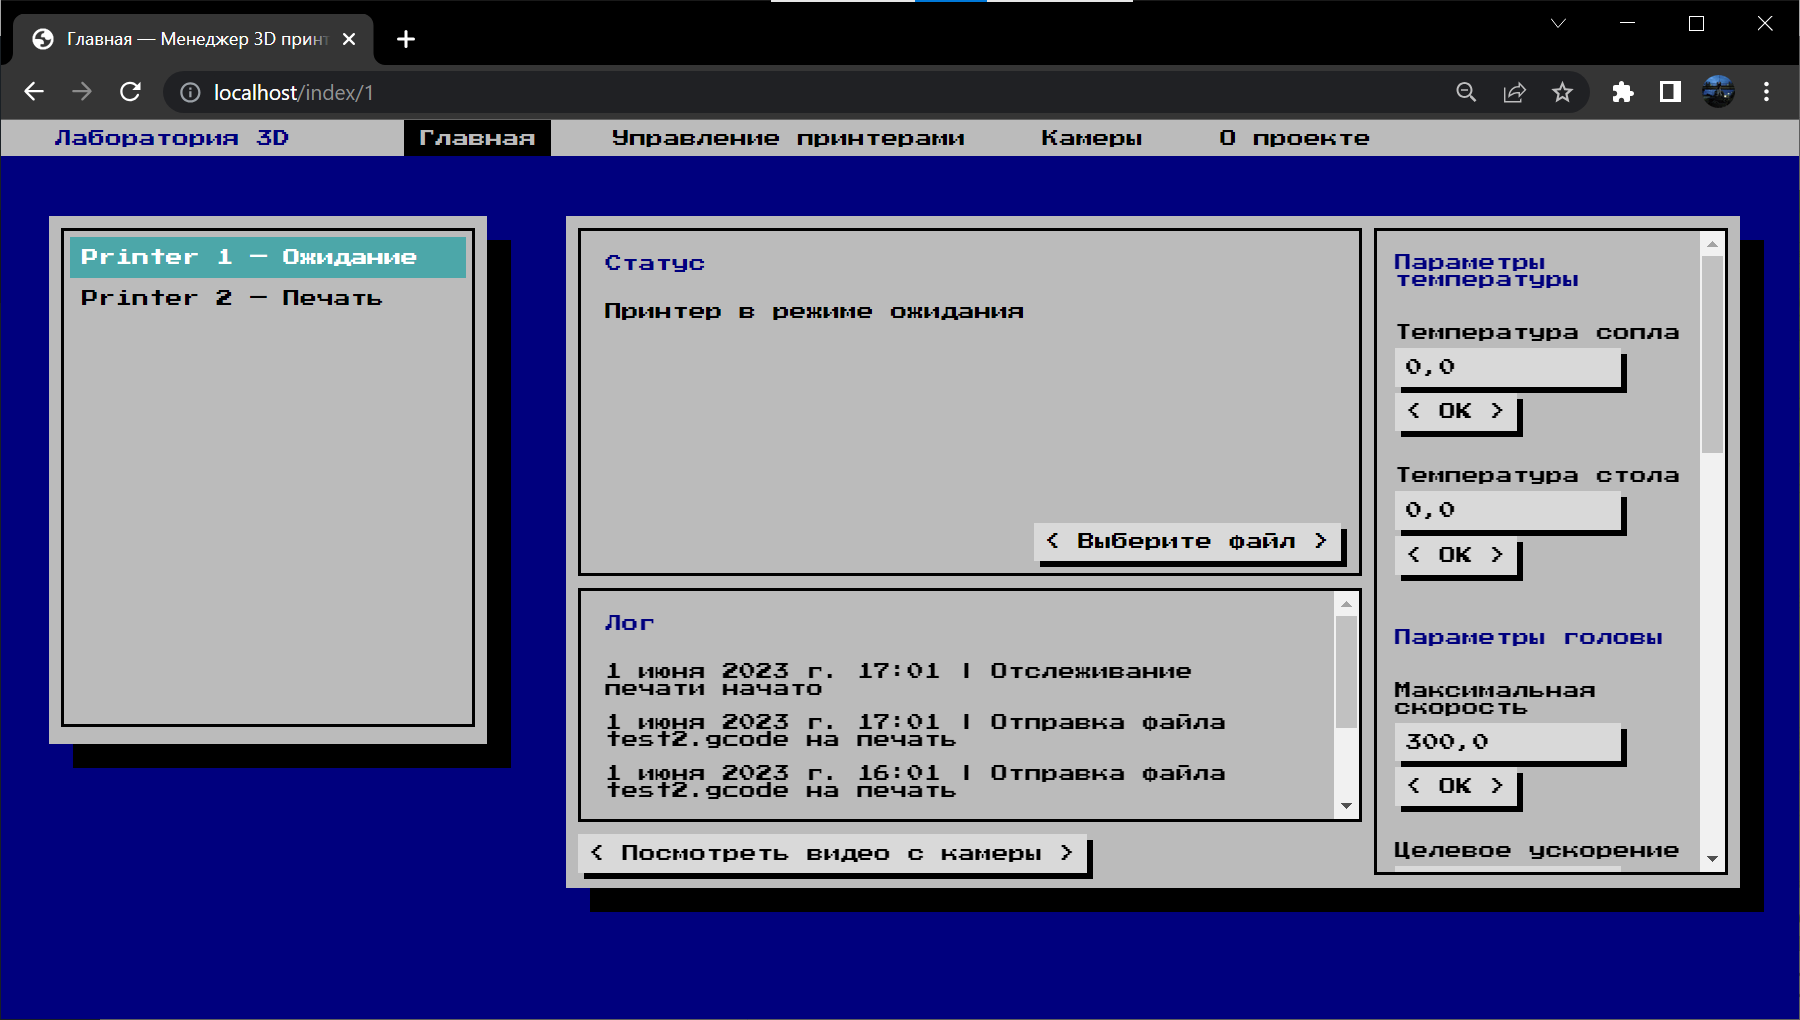 Главная — Менеджер 3D принт
localhost/index/1
Лаборатория 3D
Главная
Управление принтерами
Камеры
О проекте
Printer 1 — Ожидание
Printer 2 — Печать
Статус
Принтер в режиме ожидания
< Выберите файл >
Лог
1 июня 2023 г. 17:01 | Отслеживание
печати начато
1 июня 2023 г. 17:01 | Отправка файла
test2.gcode на печать
1 июня 2023 г. 16:01 | Отправка файла
test2.gcode на печать
< Посмотреть видео с камеры >
Параметры
температуры
Температура сопла
0,0
< ОК >
Температура стола
0,0
< ОК >
Параметры головы
Максимальная
скорость
300,0
< ОК >
Целевое ускорение